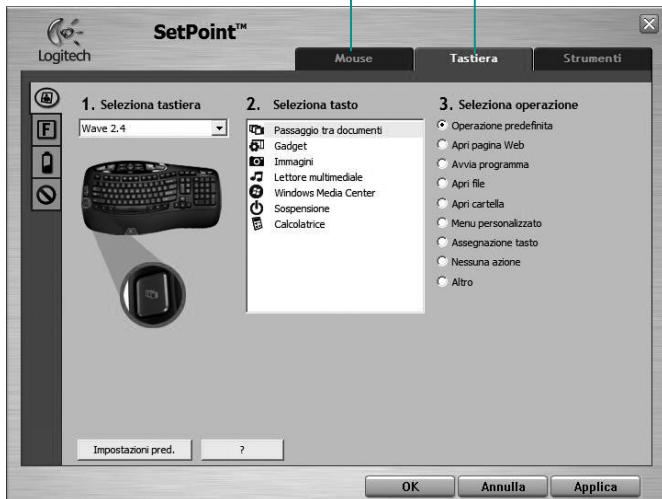 Logitech
SetPoint™
Mouse
Tastiera
Strumenti
1. Seleziona tastiera
Wave 2.4
2. Seleziona tasto
Passaggio tra documenti
Gadget
Immagini
Lettore multimediale
Windows Media Center
Sospensione
Calcolatrice
3. Seleziona operazione
Operazione predefinita
Apri pagina Web
Avvia programma
Apri file
Apri cartella
Menu personalizzato
Assegnazione tasto
Nessuna azione
Altro
F
Impostazioni pred.
?
OK
Annulla
Applica